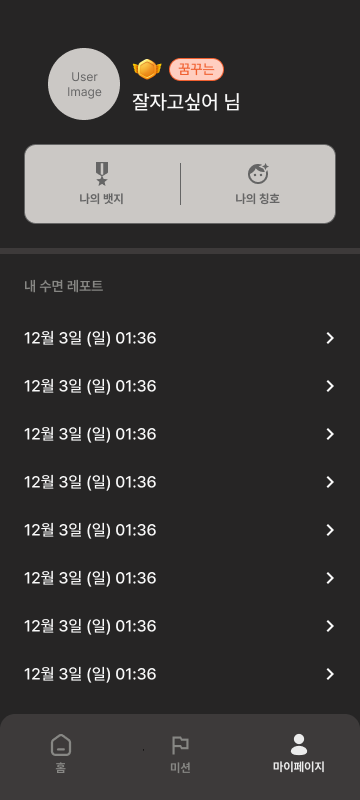 User
Image
꿈꾸는
잘자고싶어 님
나의 뱃지
나의 칭호
내 수면 레포트
12월 3일 (일) 01:36
12월 3일 (일) 01:36
12월 3일 (일) 01:36
12월 3일 (일) 01:36
12월 3일 (일) 01:36
12월 3일 (일) 01:36
12월 3일 (일) 01:36
12월 3일 (일) 01:36
홈
미션
마이페이지